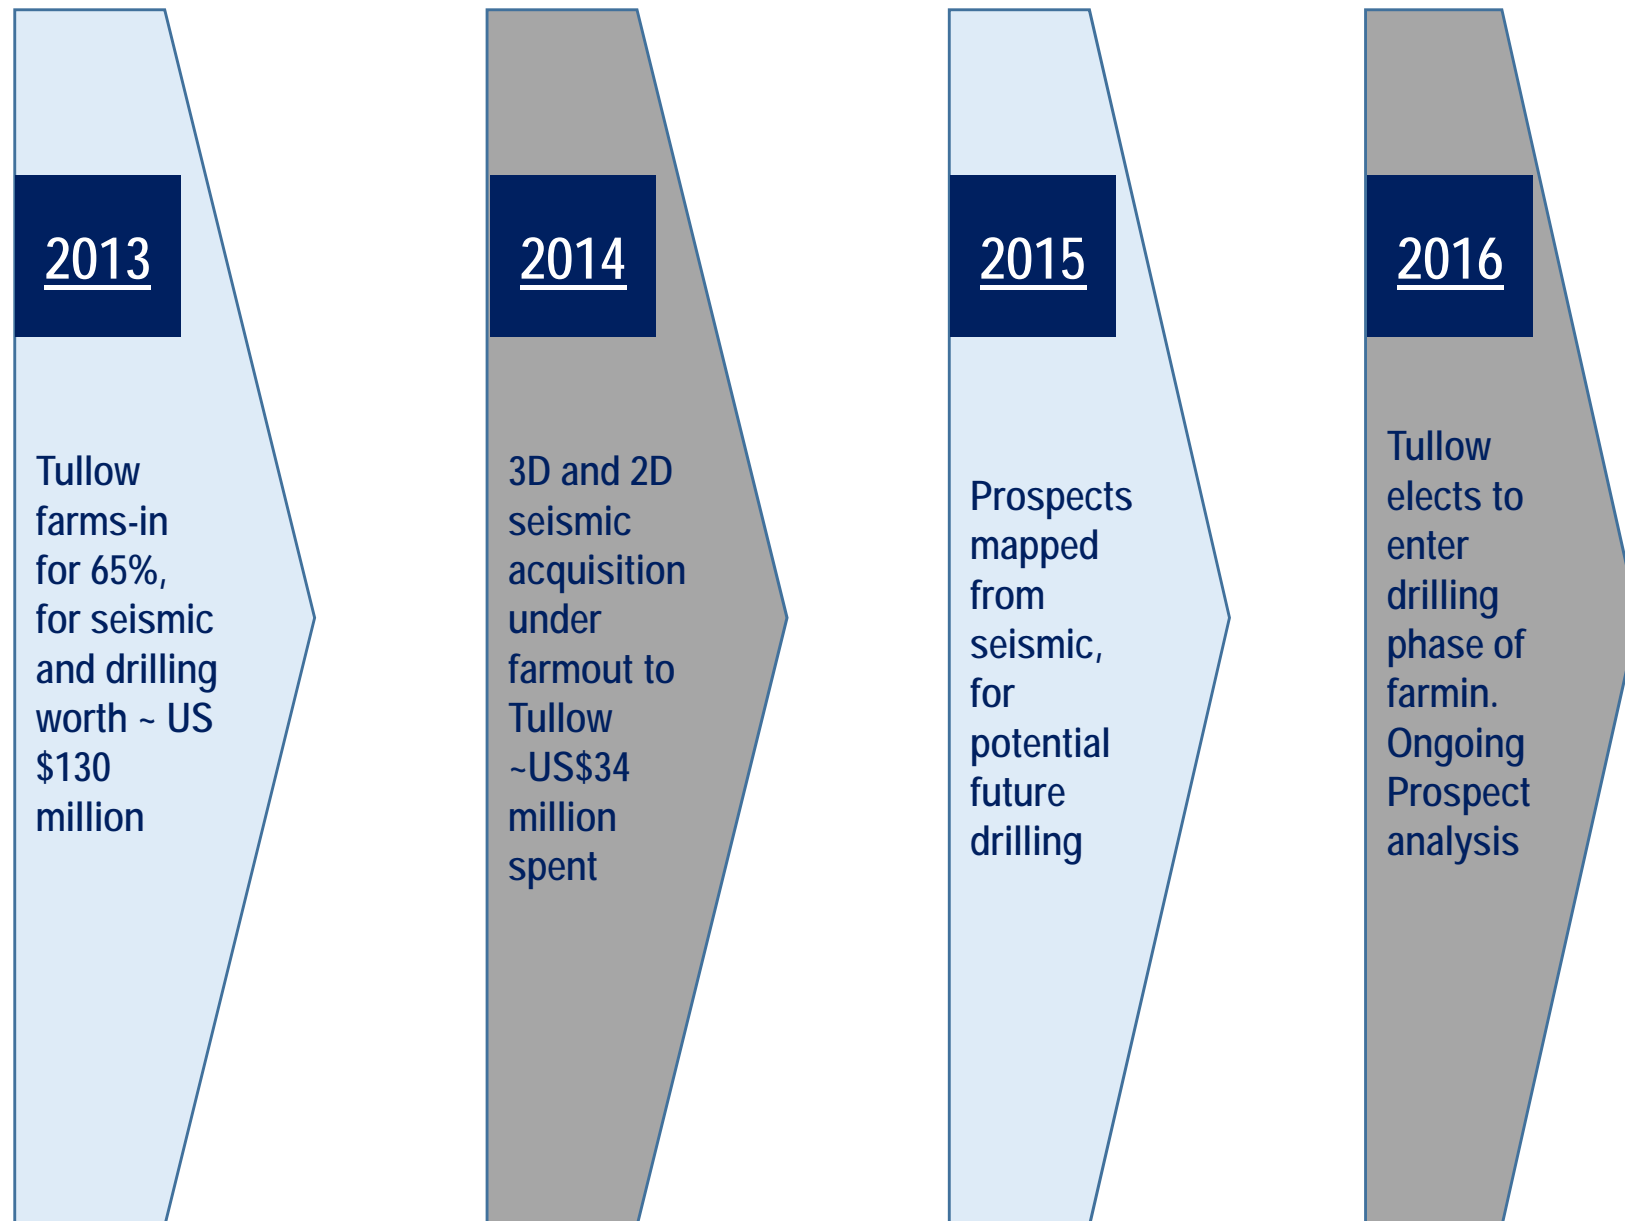 2013
Tullow
farms-in
for 65%,
for seismic
and drilling
worth ~ US
$130
million
2014
3D and 2D
seismic
acquisition
under
farmout to
Tullow
~US$34
million
spent
2015
Prospects
mapped
from
seismic,
for
potential
future
drilling
2016
Tullow
elects to
enter
drilling
phase of
farmin.
Ongoing
Prospect
analysis